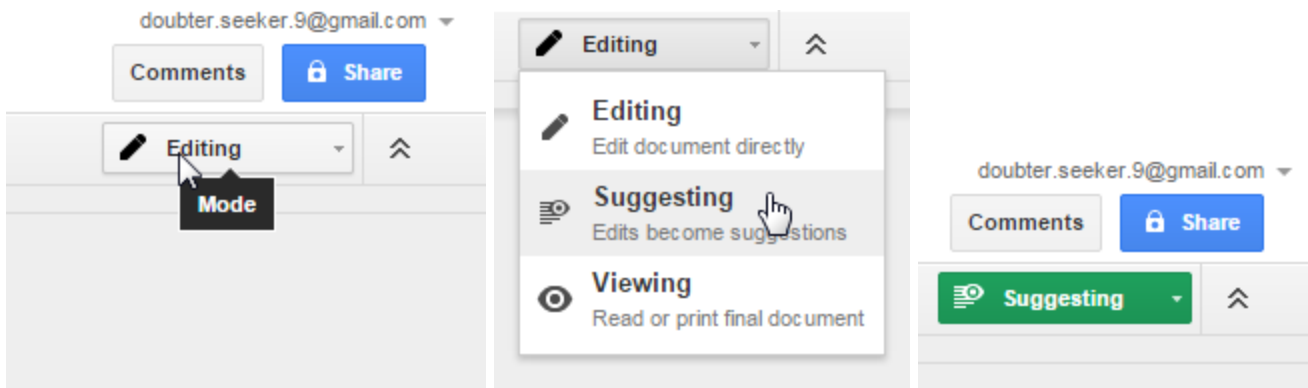 doubter.seeker.9@gmail.com
Comments
Share
Editing
Mode
Editing
Editing
Edit document directly
Suggesting
Edits become suggestions
Viewing
Read or print final document
doubter.seeker.9@gmail.com
Comments
Share
Suggesting